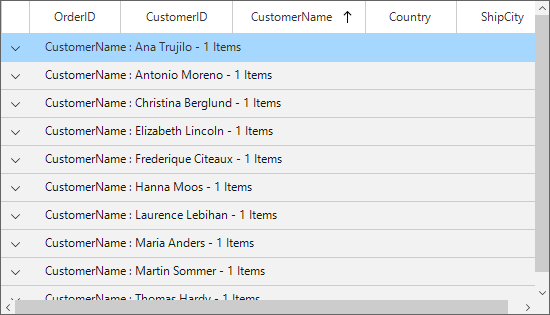 OrderID CustomerID CustomerName Country ShipCity
CustomerName : Ana Trujilo - 1 Items
CustomerName : Antonio Moreno - 1 Items
CustomerName : Christina Berglund - 1 Items
CustomerName : Elizabeth Lincoln - 1 Items
CustomerName : Frederique Citeaux - 1 Items
CustomerName : Hanna Moos - 1 Items
CustomerName : Laurence Lebihan - 1 Items
CustomerName : Maria Anders - 1 Items
CustomerName : Martin Sommer - 1 Items
CustomerName : Thomas Hardy - 1 Items